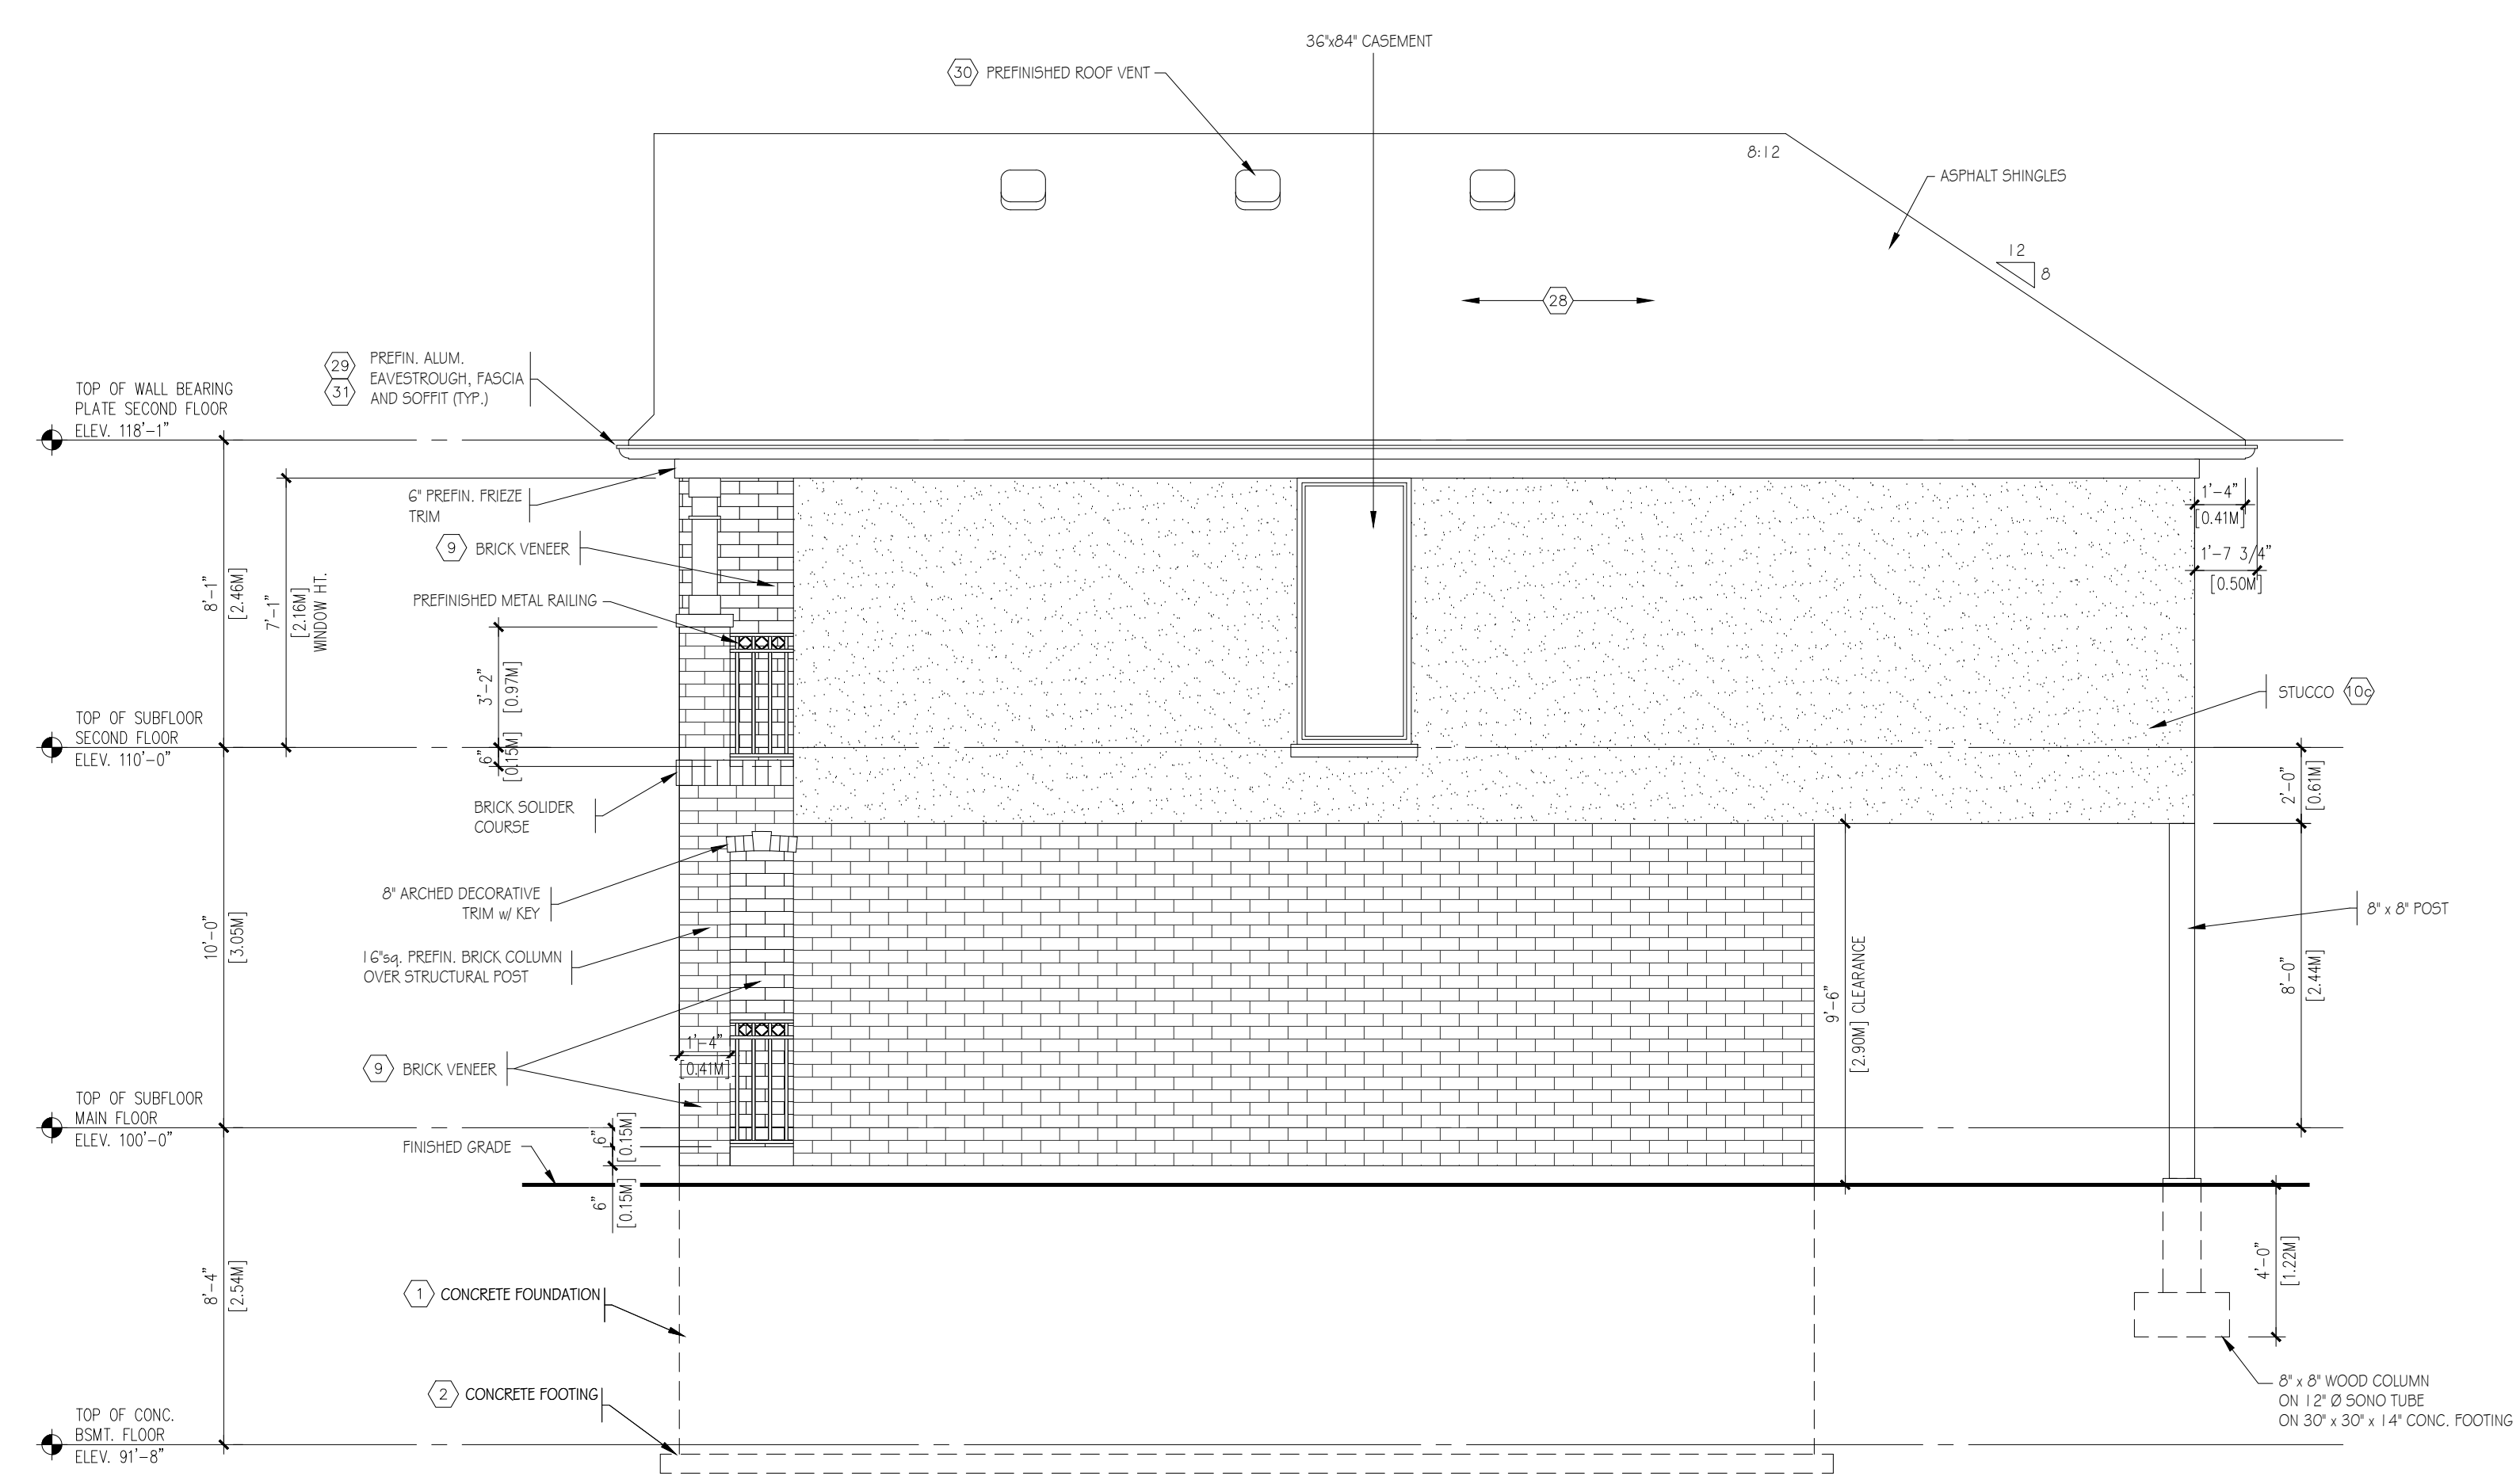 36"x84" CASEMENT
30 PREFINISHED ROOF VENT
8:12
ASPHALT SHINGLES
12
8
28
29
31
PREFIN. ALUM.
EAVESTROUGH, FASCIA
AND SOFFIT (TYP.)
TOP OF WALL BEARING
PLATE SECOND FLOOR
ELEV. 118'-1"
6" PREFIN. FRIEZE
TRIM
9 BRICK VENEER
PREFINISHED METAL RAILING
8'-1"
[2.46M]
7'-1"
[2.16M]
WINDOW HT.
3'-2"
[0.97M]
6"
[0.15M]
1'-4"
[0.41M]
1'-7 3/4"
[0.50M]
STUCCO 10c
TOP OF SUBFLOOR
SECOND FLOOR
ELEV. 110'-0"
2'-0"
[0.61M]
BRICK SOLIDER
COURSE
8" ARCHED DECORATIVE
TRIM w/ KEY
16"sq. PREFIN. BRICK COLUMN
OVER STRUCTURAL POST
10'-0"
[3.05M]
9 BRICK VENEER
1'-4"
[0.41M]
9'-6"
[2.90M] CLEARANCE
8" x 8" POST
8'-0"
[2.44M]
TOP OF SUBFLOOR
MAIN FLOOR
ELEV. 100'-0"
FINISHED GRADE
6"
[0.15M]
6"
[0.15M]
8'-4"
[2.54M]
1 CONCRETE FOUNDATION
4'-0"
[1.22M]
2 CONCRETE FOOTING
8" x 8" WOOD COLUMN
ON 12" Ø SONO TUBE
ON 30" x 30" x 14" CONC. FOOTING
TOP OF CONC.
BSMT. FLOOR
ELEV. 91'-8"